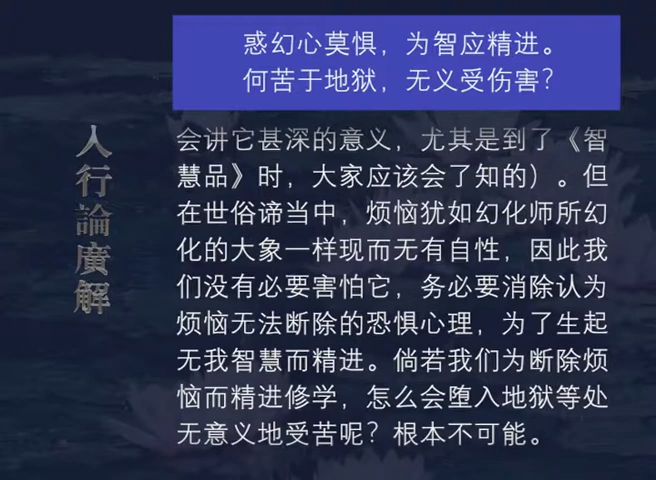 惑幻心莫惧，为智应精进。
何苦于地狱，无义受伤害？
入行論廣解
会讲它甚深的意义，尤其是到了《智
慧品》时，大家应该会了知的）。但
在世俗谛当中，烦恼犹如幻化师所幻
化的大象一样现而无有自性，因此我
们没有必要害怕它，务必要消除认为
烦恼无法断除的恐惧心理，为了生起
无我智慧而精进。倘若我们为断除烦
恼而精进修学，怎么会堕入地狱等处
无意义地受苦呢？根本不可能。